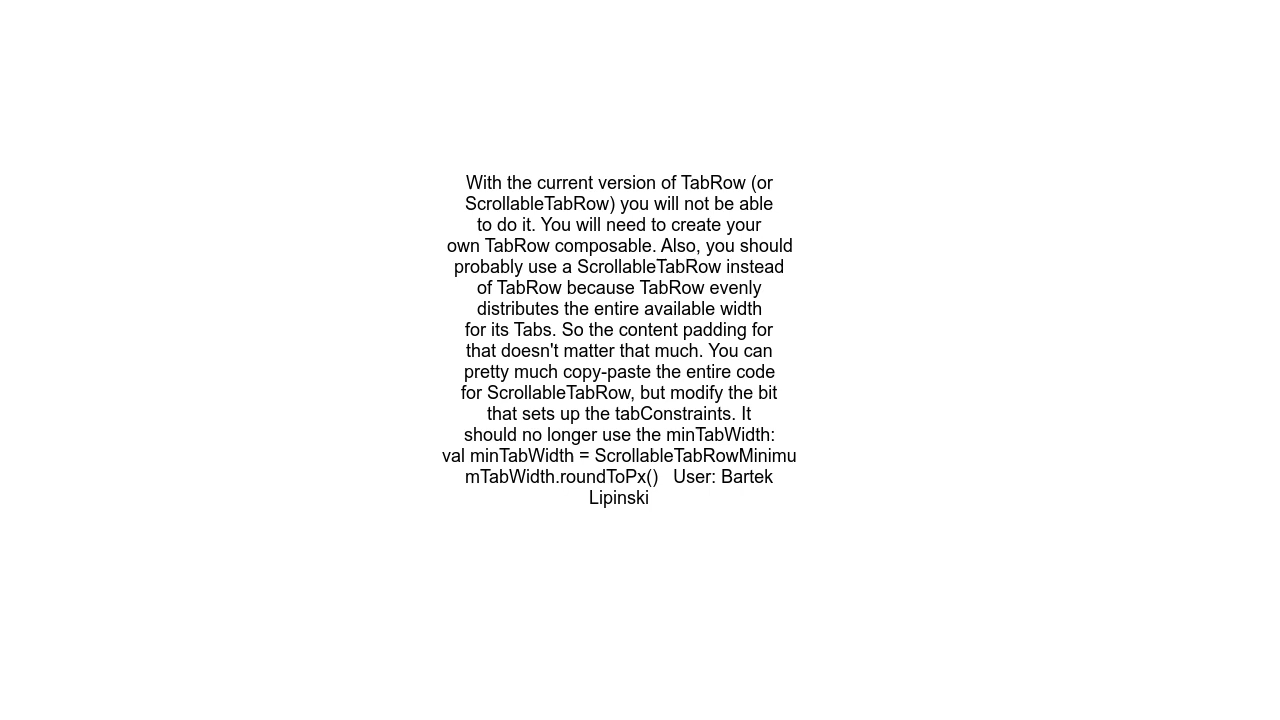 With the current version of TabRow (or
ScrollableTabRow) you will not be able
to do it. You will need to create your
own TabRow composable. Also, you should
probably use a ScrollableTabRow instead
of TabRow because TabRow evenly
distributes the entire available width
for its Tabs. So the content padding for
that doesn't matter that much. You can
pretty much copy-paste the entire code
for ScrollableTabRow, but modify the bit
that sets up the tabConstraints. It
should no longer use the minTabWidth:
val minTabWidth = ScrollableTabRowMinimu
mTabWidth.roundToPx()   User: Bartek
Lipinski